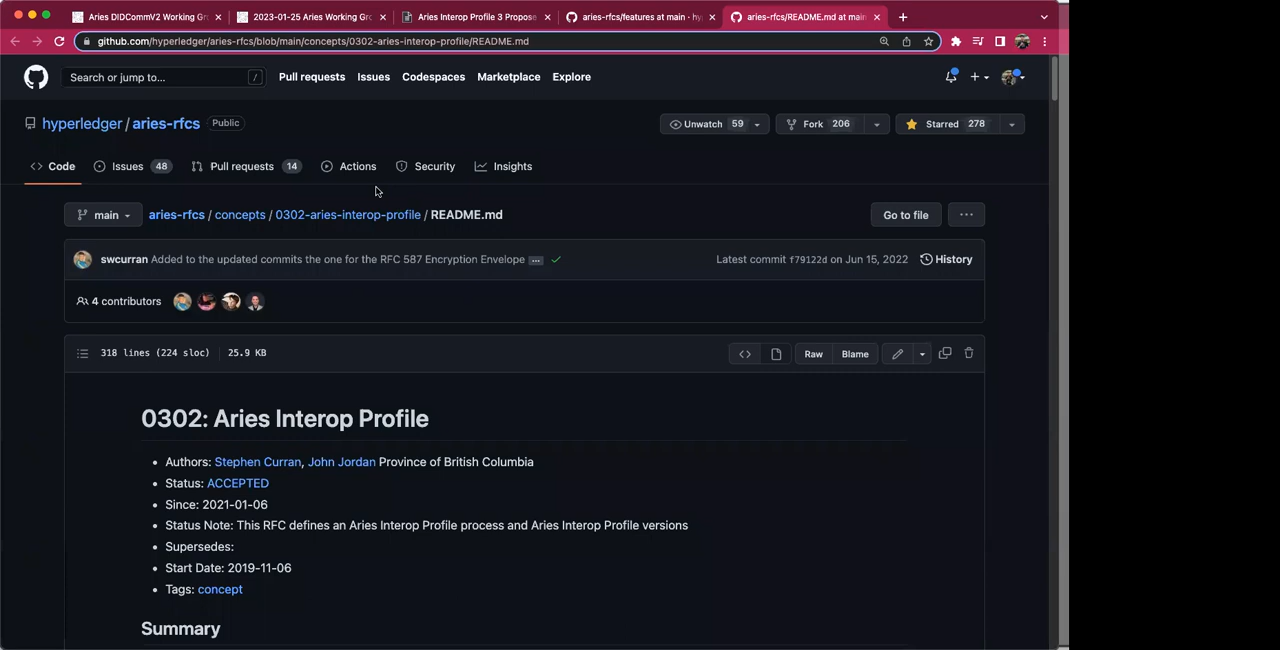 Aries DIDCommV2 Working Gr
2023-01-25 Aries Working Gr
Aries Interop Profile 3 Propose
aries-rfcs/features at main · hy
aries-rfcs/README.md at main
github.com/hyperledger/aries-rfcs/blob/main/concepts/0302-aries-interop-profile/README.md
Search or jump to... /
Pull requests Issues Codespaces Marketplace Explore
hyperledger / aries-rfcs Public
Unwatch 59 Fork 206 Starred 278
Code Issues 48 Pull requests 14 Actions Security Insights
main aries-rfcs / concepts / 0302-aries-interop-profile / README.md Go to file ...
swcurran Added to the updated commits the one for the RFC 587 Encryption Envelope ... Latest commit f79122d on Jun 15, 2022 History
4 contributors
318 lines (224 sloc) 25.9 KB Raw Blame
0302: Aries Interop Profile
• Authors: Stephen Curran, John Jordan Province of British Columbia
• Status: ACCEPTED
• Since: 2021-01-06
• Status Note: This RFC defines an Aries Interop Profile process and Aries Interop Profile versions
• Supersedes:
• Start Date: 2019-11-06
• Tags: concept
Summary